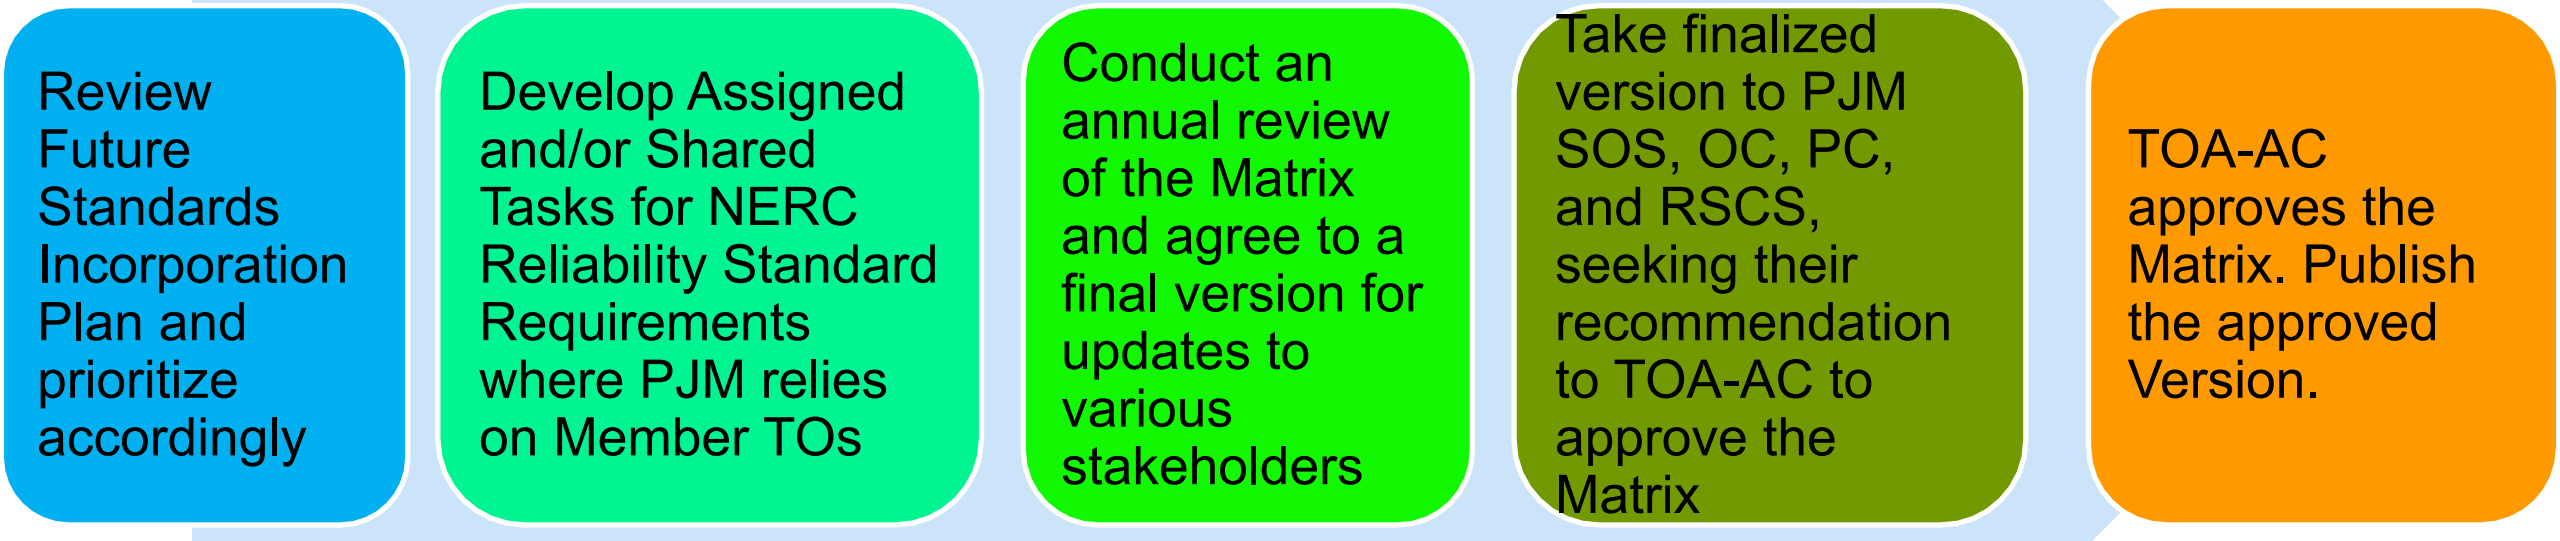 Review
Future
Standards
Incorporation
Plan and
prioritize
accordingly
Develop Assigned
and/or Shared
Tasks for NERC
Reliability Standard
Requirements
where PJM relies
on Member TOs
Conduct an
annual review
of the Matrix
and agree to a
final version for
updates to
various
stakeholders
Take finalized
version to PJM
SOS, OC, PC,
and RSCS,
seeking their
recommendation
to TOA-AC to
approve the
Matrix
TOA-AC
approves the
Matrix. Publish
the approved
Version.